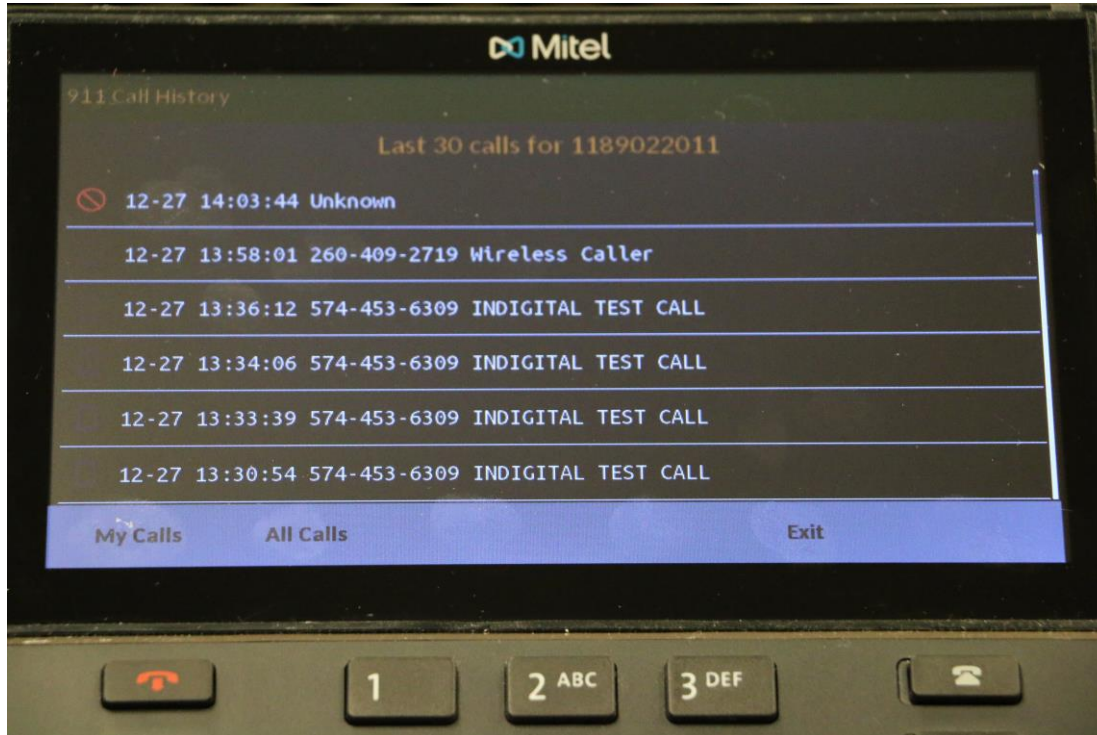 Mitel
911 Call History
Last 30 calls for 1189022011
12-27 14:03:44 Unknown
12-27 13:58:01 260-409-2719 Wireless Caller
12-27 13:36:12 574-453-6309 INDIGITAL TEST CALL
12-27 13:34:06 574-453-6309 INDIGITAL TEST CALL
12-27 13:33:39 574-453-6309 INDIGITAL TEST CALL
12-27 13:30:54 574-453-6309 INDIGITAL TEST CALL
My Calls All Calls Exit
1 2 ABC 3 DEF